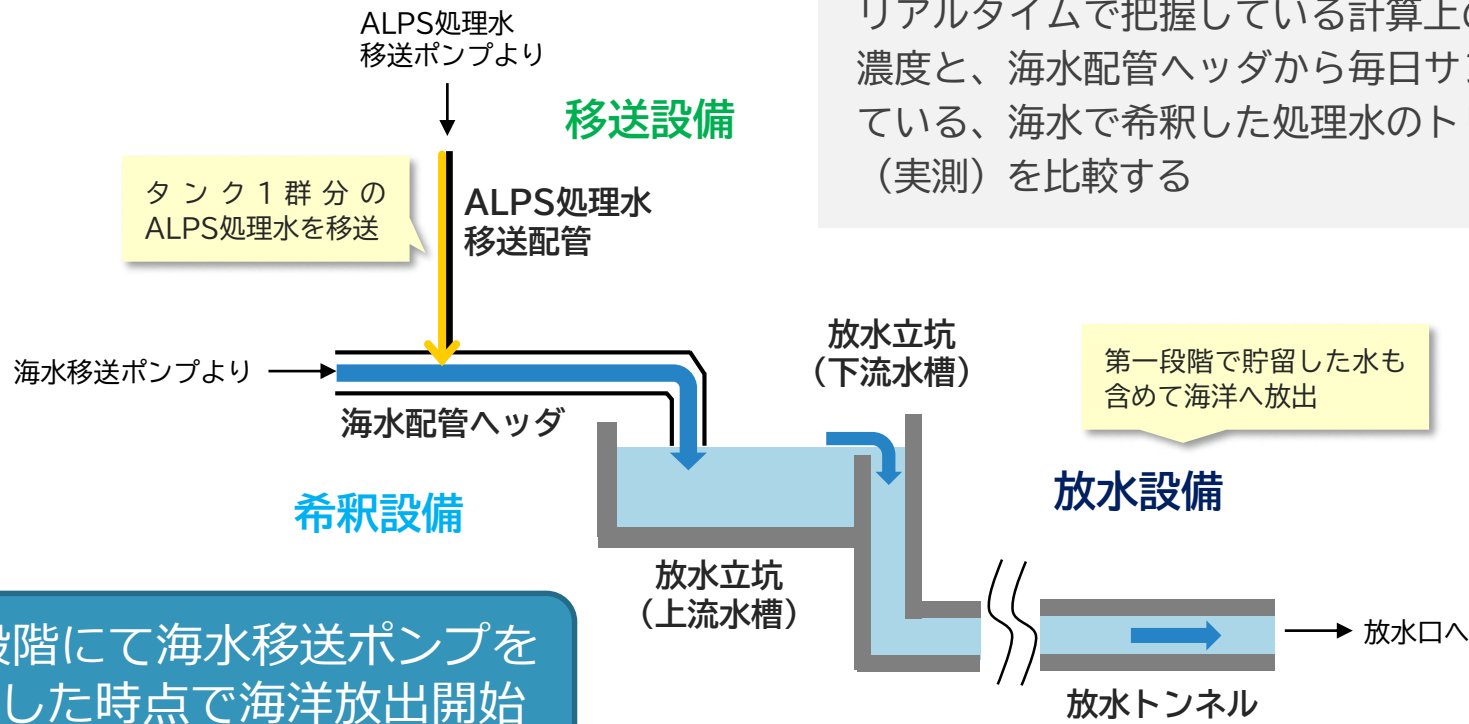 ALPS処理水
移送ポンプより
移送設備
タンク1群分の
ALPS処理水を移送
ALPS処理水
移送配管
リアルタイムで把握している計算上の
濃度と、海水配管ヘッダから毎日サン
ている、海水で希釈した処理水のト
(実測)を比較する
海水移送ポンプより
海水配管ヘッダ
希釈設備
放水立坑
(下流水槽)
第一段階で貯留した水も
含めて海洋へ放出
放水設備
放水立坑
(上流水槽)
放水口へ
放水トンネル
段階にて海水移送ポンプを
した時点で海洋放出開始